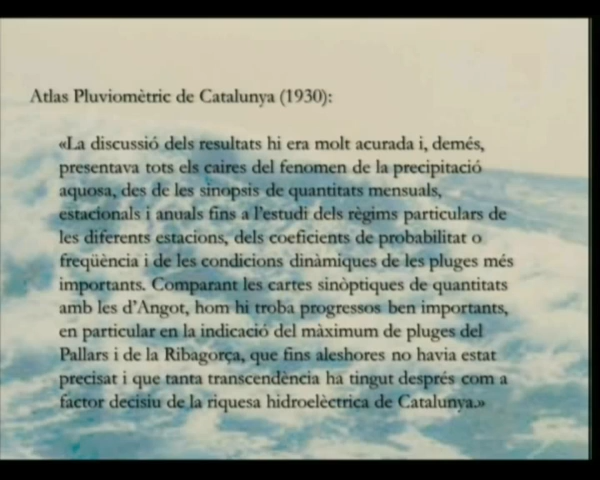 Atlas Pluviomètric de Catalunya (1930):
«La discussió dels resultats hi era molt acurada i, demés,
presentava tots els caires del fenomen de la precipitació
aquosa, des de les sinopsis de quantitats mensuals,
estacionals i anuals fins a l'estudi dels règims particulars de
les diferents estacions, dels coeficients de probabilitat o
freqüència i de les condicions dinàmiques de les pluges més
importants. Comparant les cartes sinòptiques de quantitats
amb les d'Angot, hom hi troba progressos ben importants,
en particular en la indicació del màximum de pluges del
Pallars i de la Ribagorça, que fins aleshores no havia estat
precisat i que tanta transcendència ha tingut després com a
factor decisiu de la riquesa hidroelèctrica de Catalunya.»